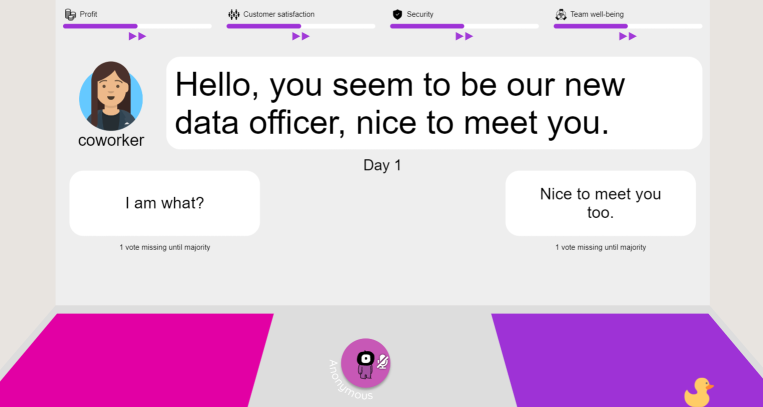 Profit
Customer satisfaction
Security
Team well-being
Hello, you seem to be our new
data officer, nice to meet you.
coworker
Day 1
I am what?
Nice to meet you
too.
1 vote missing until majority
1 vote missing until majority
Anonymous